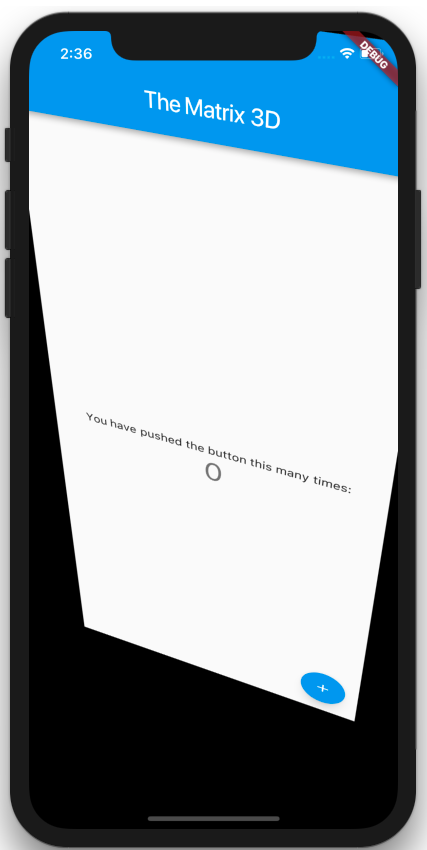 2:36
DEBUG
The Matrix 3D
You have pushed the button this many times:
0
+